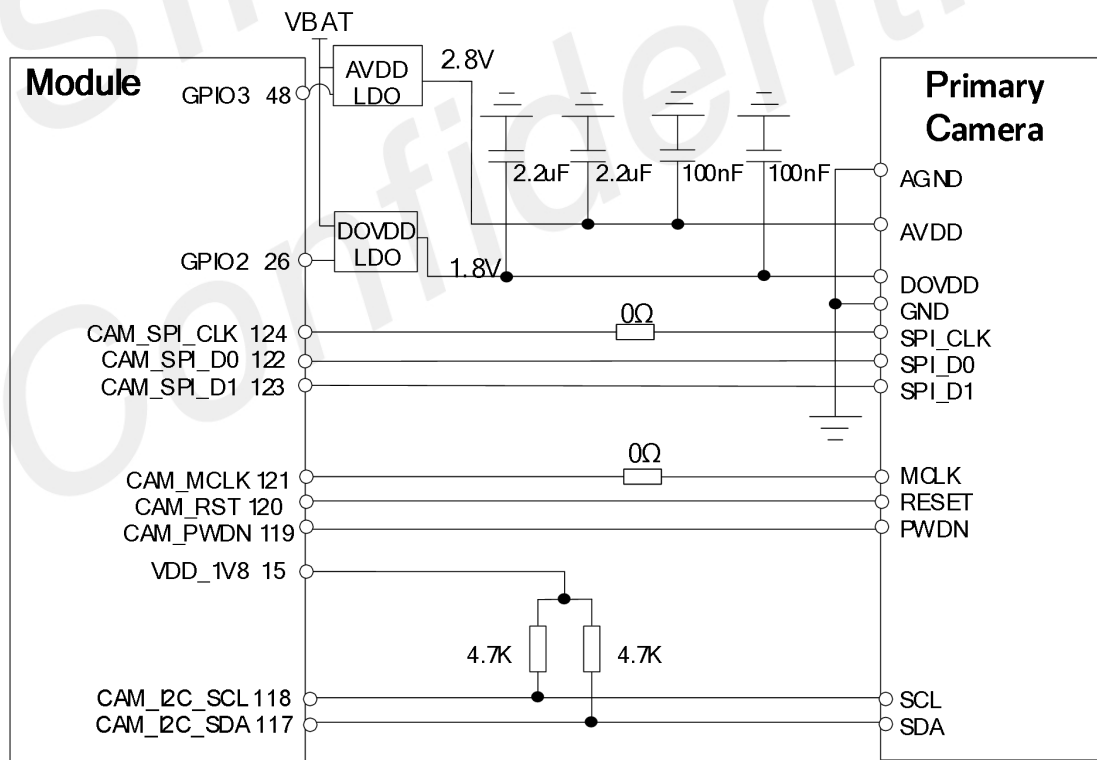 VBAT
Module
GPIO3 48
AVDD
LDO
2.8V
Primary
Camera
2.2uF
2.2uF
100nF
100nF
AGND
AVDD
GPIO2 26
DOVDD
LDO
1.8V
DOVDD
GND
CAM_SPI_CLK 124
0Ω
SPI_CLK
CAM_SPI_D0 122
SPI_D0
CAM_SPI_D1 123
SPI_D1
CAM_MCLK 121
0Ω
MCLK
CAM_RST 120
RESET
CAM_PWDN 119
PWDN
VDD_1V8 15
4.7K
4.7K
CAM_I2C_SCL 118
SCL
CAM_I2C_SDA 117
SDA
Confidential